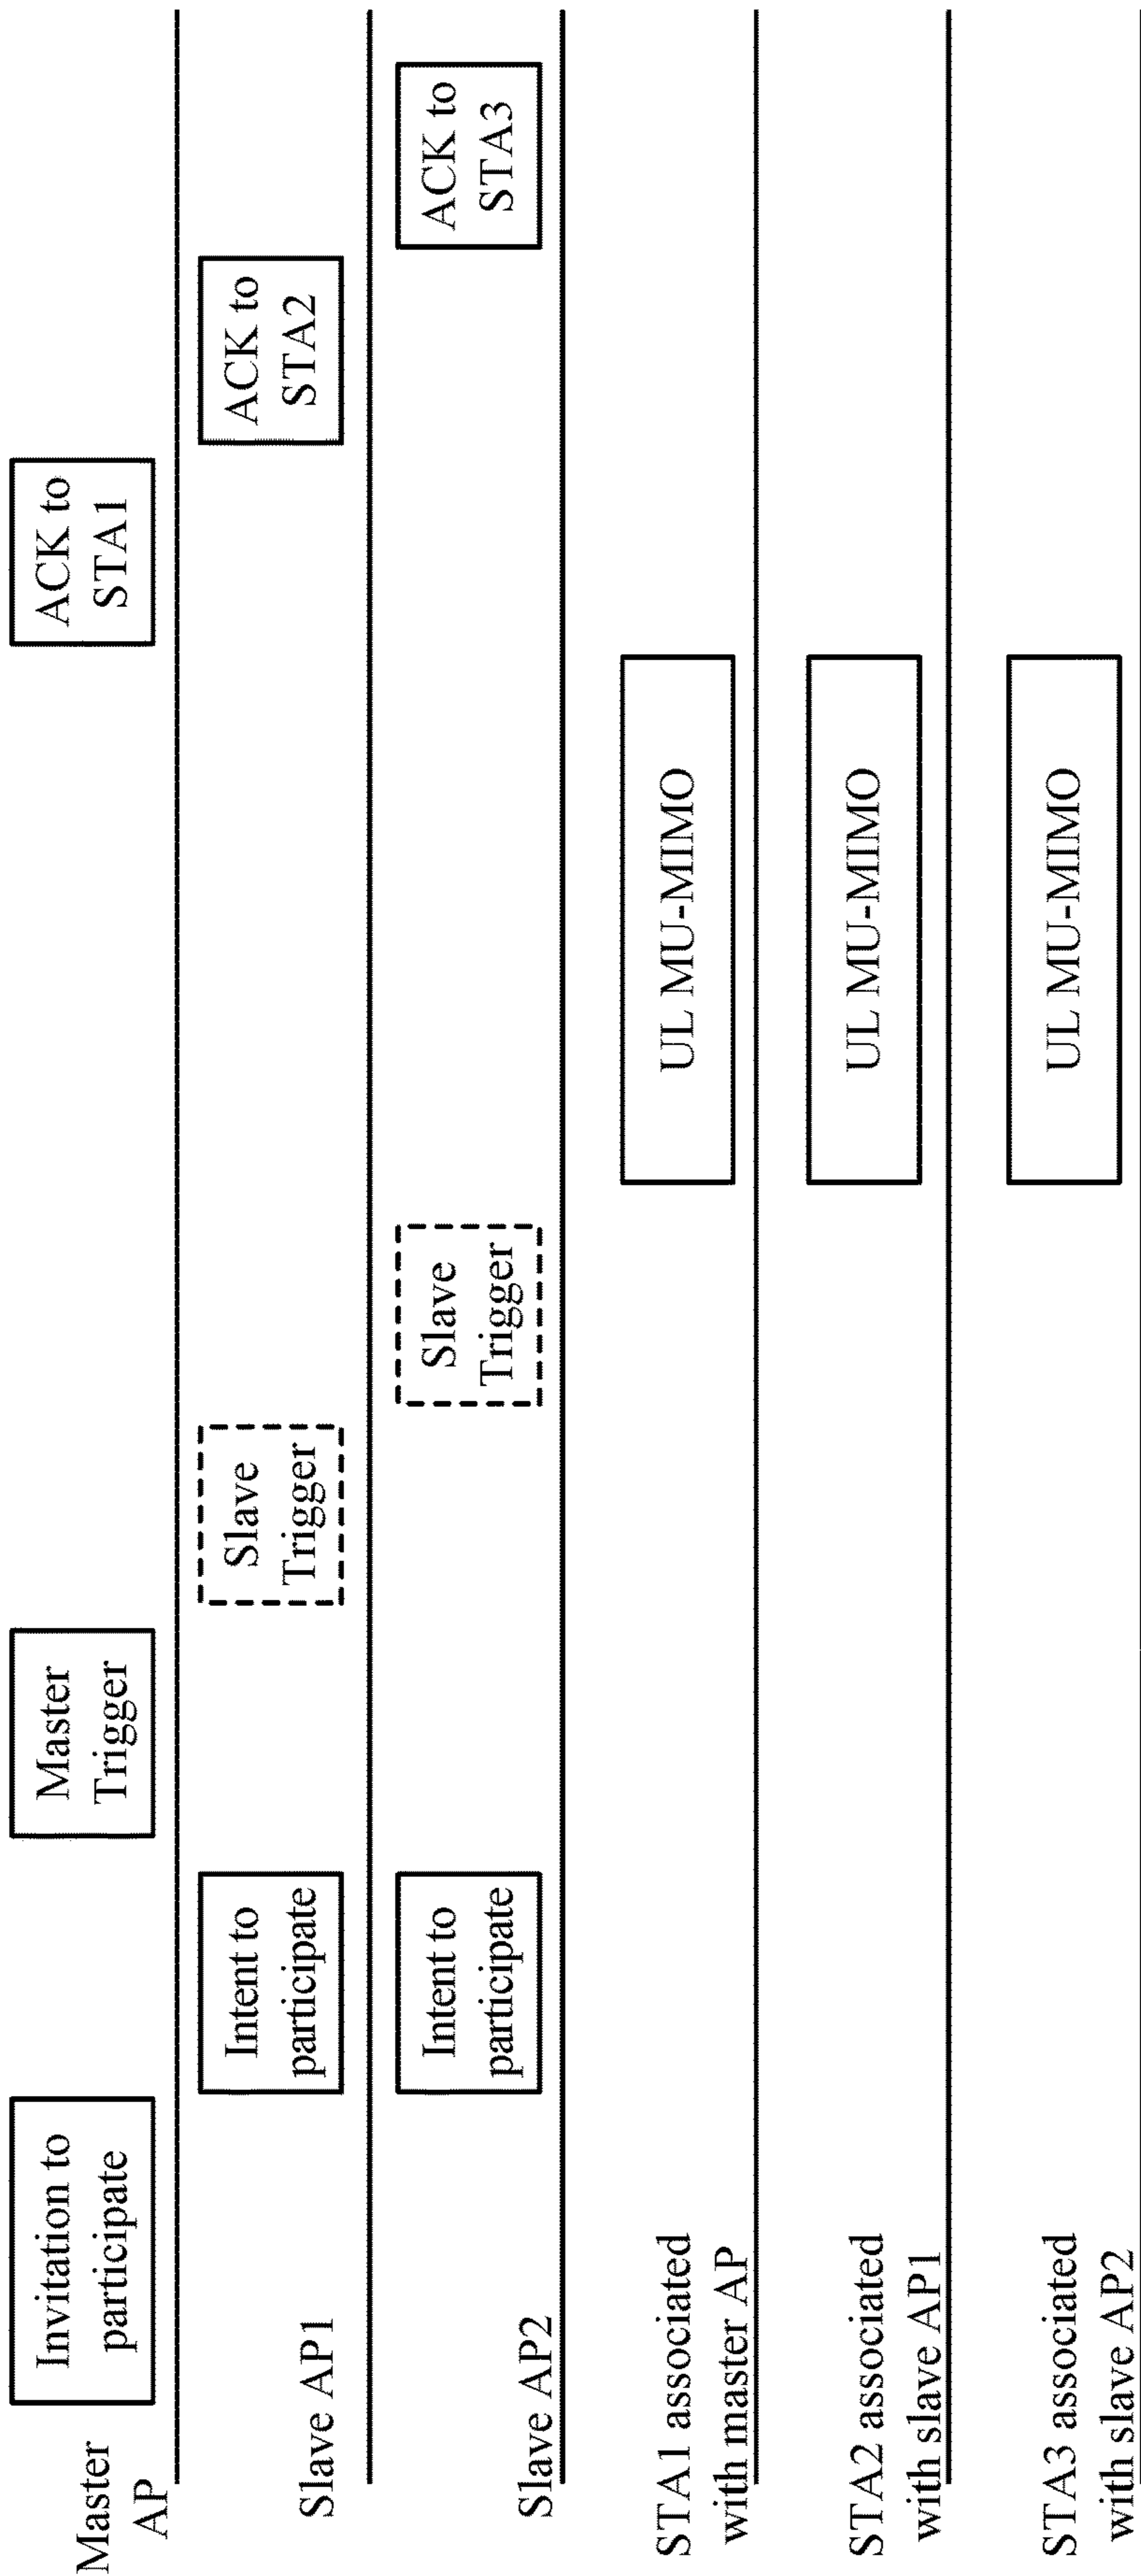 Master
AP
Invitation to
participate
Master
Trigger
ACK to
STA1
Slave AP1
Intent to
participate
Slave
Trigger
ACK to
STA2
Slave AP2
Intent to
participate
Slave
Trigger
ACK to
STA3
STA1 associated
with master AP
UL MU-MIMO
STA2 associated
with slave AP1
UL MU-MIMO
STA3 associated
with slave AP2
UL MU-MIMO